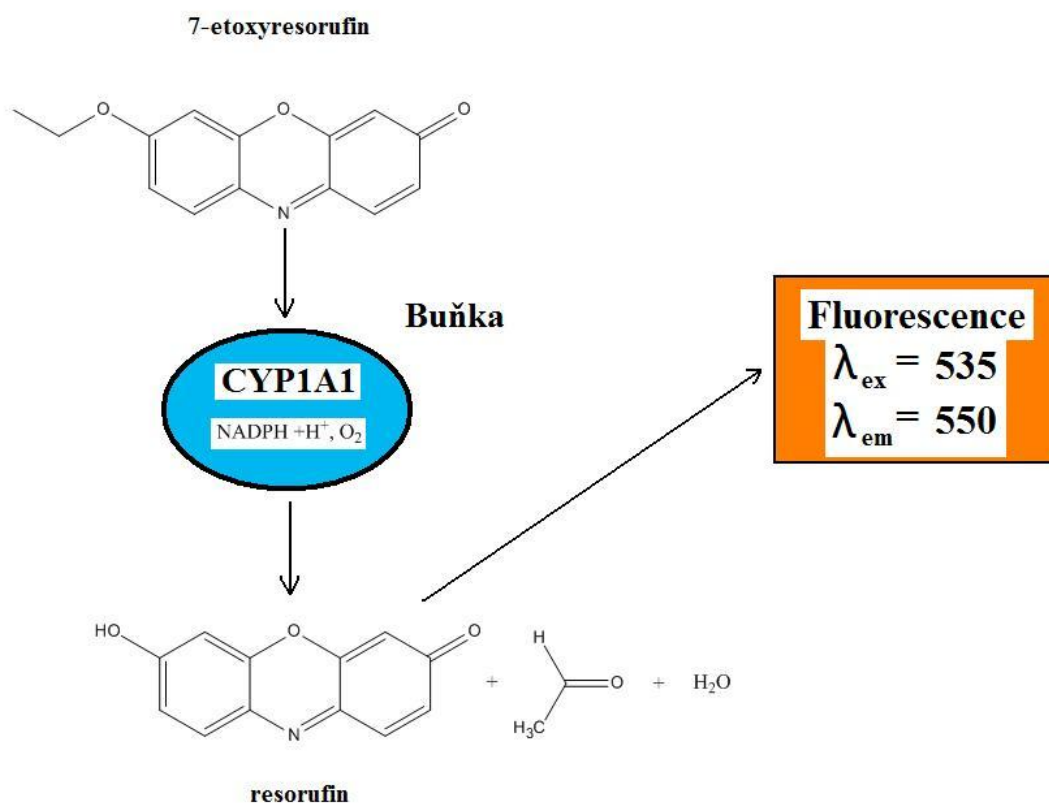 7-etoxyresorufin
O
O
O
N
Buňka
CYP1A1
NADPH +H⁺, O₂
Fluorescence
λex = 535
λem = 550
HO
O
O
N
+
H
O
H₃C
+
H₂O
resorufin